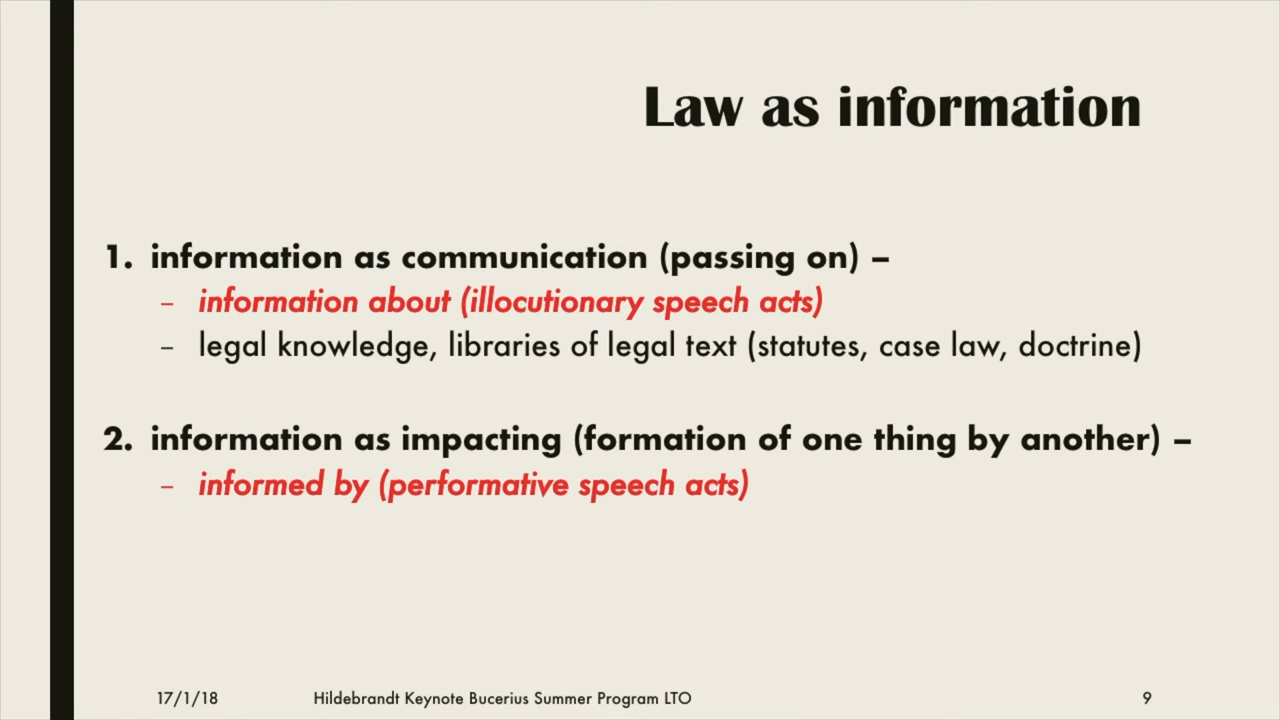 Law as information
1. information as communication (passing on) –
– information about (illocutionary speech acts)
– legal knowledge, libraries of legal text (statutes, case law, doctrine)
2. information as impacting (formation of one thing by another) –
– informed by (performative speech acts)
17/1/18 Hildebrandt Keynote Bucerius Summer Program LTO 9